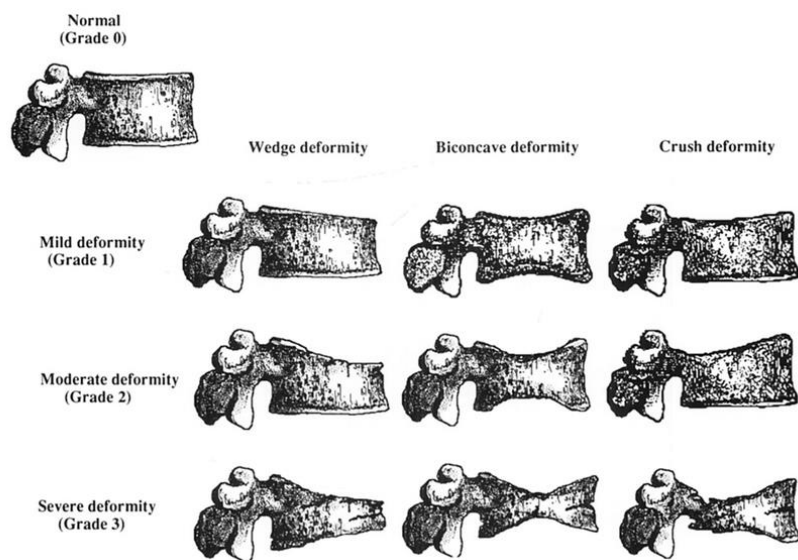 Normal
(Grade 0)
Wedge deformity
Biconcave deformity
Crush deformity
Mild deformity
(Grade 1)
Moderate deformity
(Grade 2)
Severe deformity
(Grade 3)